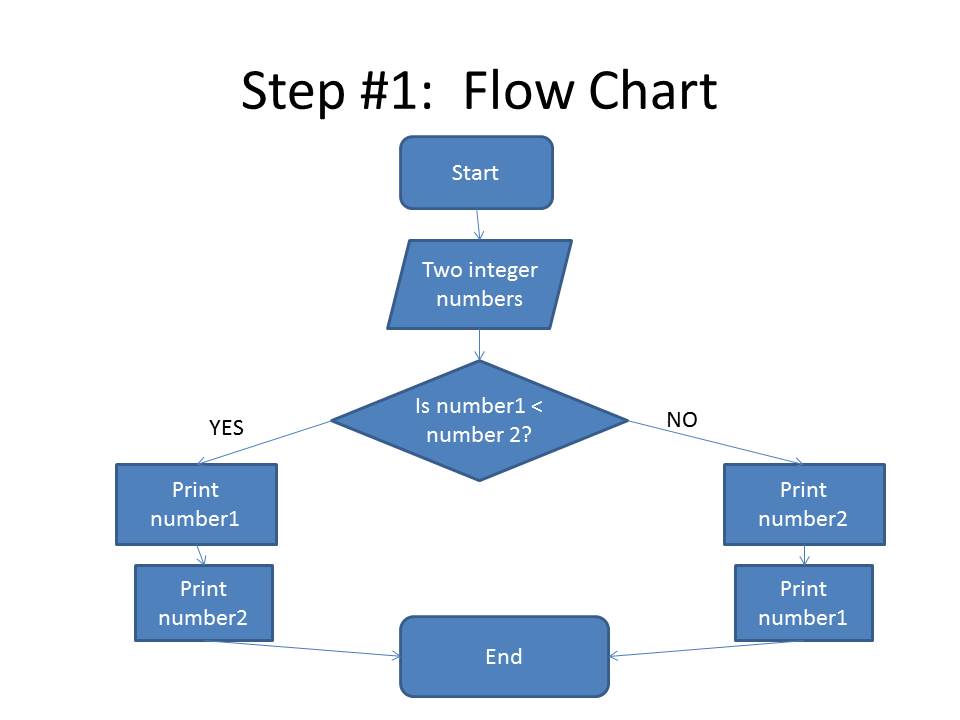 Step #1:  Flow Chart
Start
Two integer
numbers
Is number1 <
number 2?
YES
NO
Print
number1
Print
number2
Print
number2
Print
number1
End